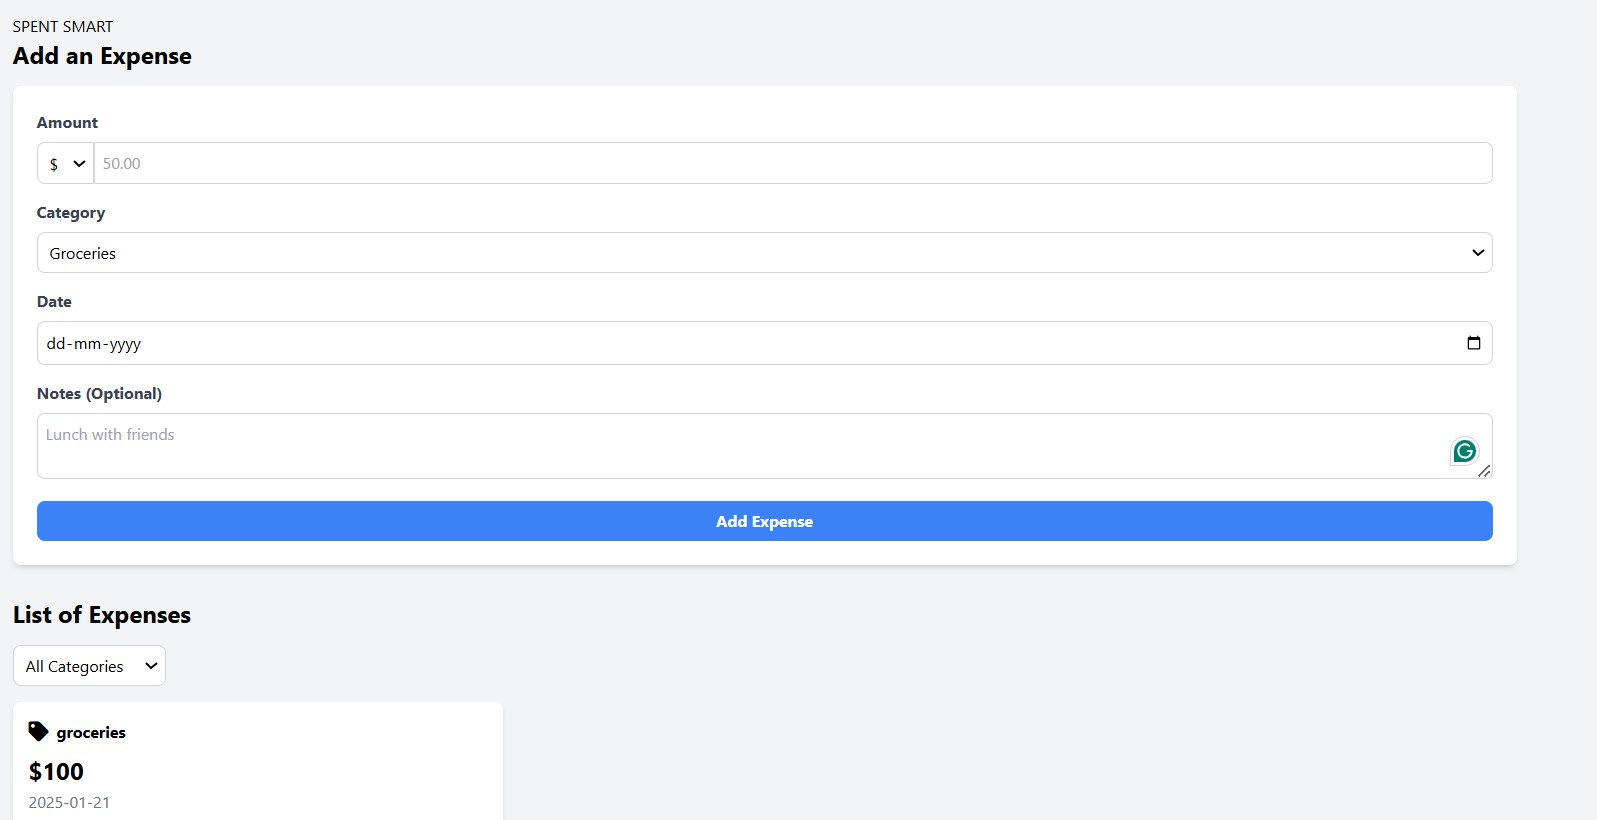 SPENT SMART
Add an Expense
Amount
$ 50.00
Category
Groceries
Date
dd-mm-yyyy
Notes (Optional)
Lunch with friends
G
Add Expense
List of Expenses
All Categories
groceries
$100
2025-01-21